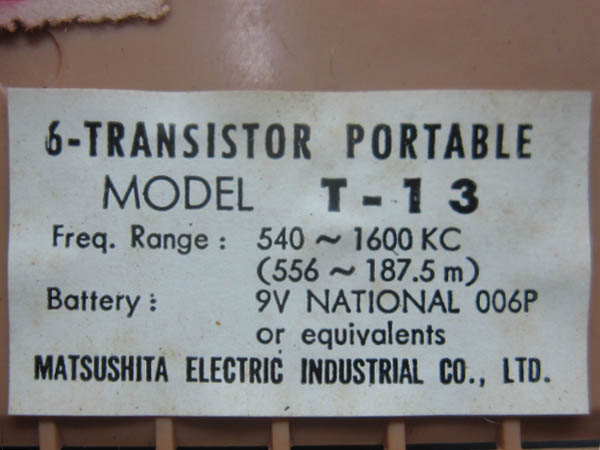 6-TRANSISTOR PORTABLE
MODEL T-13
Freq. Range : 540 ~ 1600 KC
(556 ~ 187.5 m)
Battery : 9V NATIONAL 006P
or equivalents
MATSUSHITA ELECTRIC INDUSTRIAL CO., LTD.